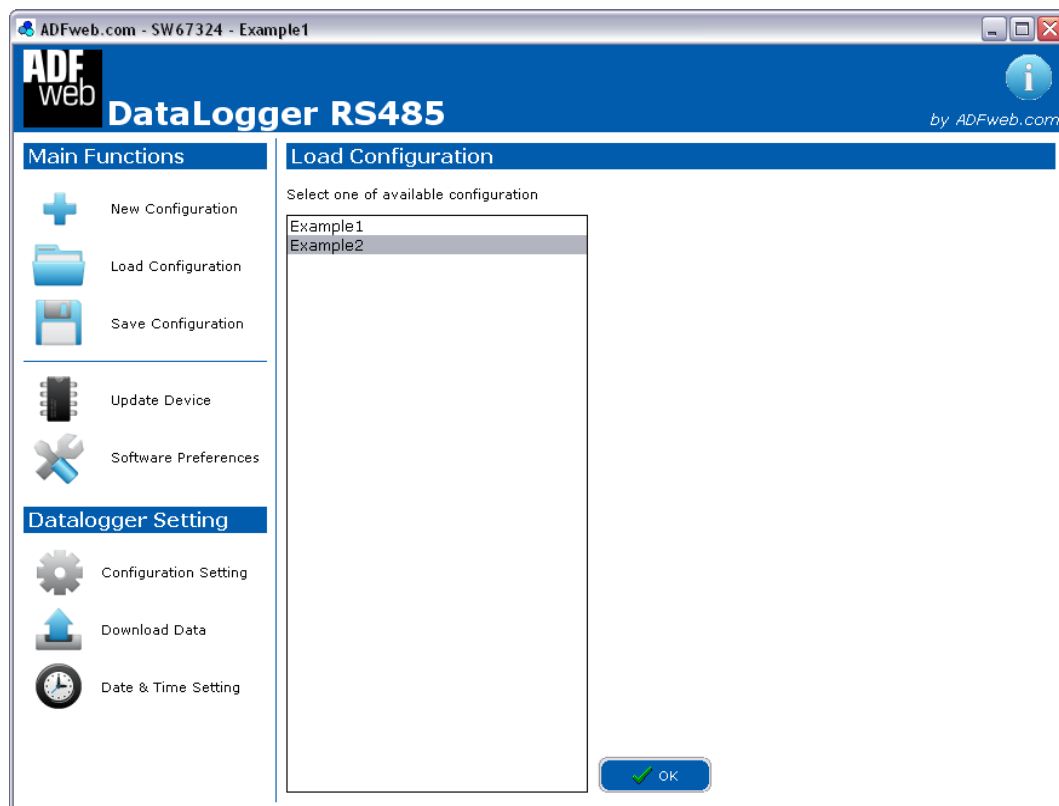 ADFweb.com - SW67324 - Example1
ADF
web
DataLogger RS485
i
by ADFweb.com
Main Functions
New Configuration
Load Configuration
Save Configuration
Update Device
Software Preferences
Datalogger Setting
Configuration Setting
Download Data
Date & Time Setting
Load Configuration
Select one of available configuration
Example1
Example2
OK